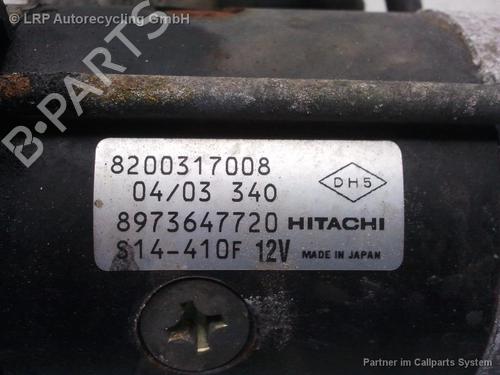 © LRP Autorecycling GmbH
B-PARTS
8200317008
04/03 340
DH5
8973647720 HITACHI
S14-410F 12V MADE IN JAPAN
Partner im Callparts System